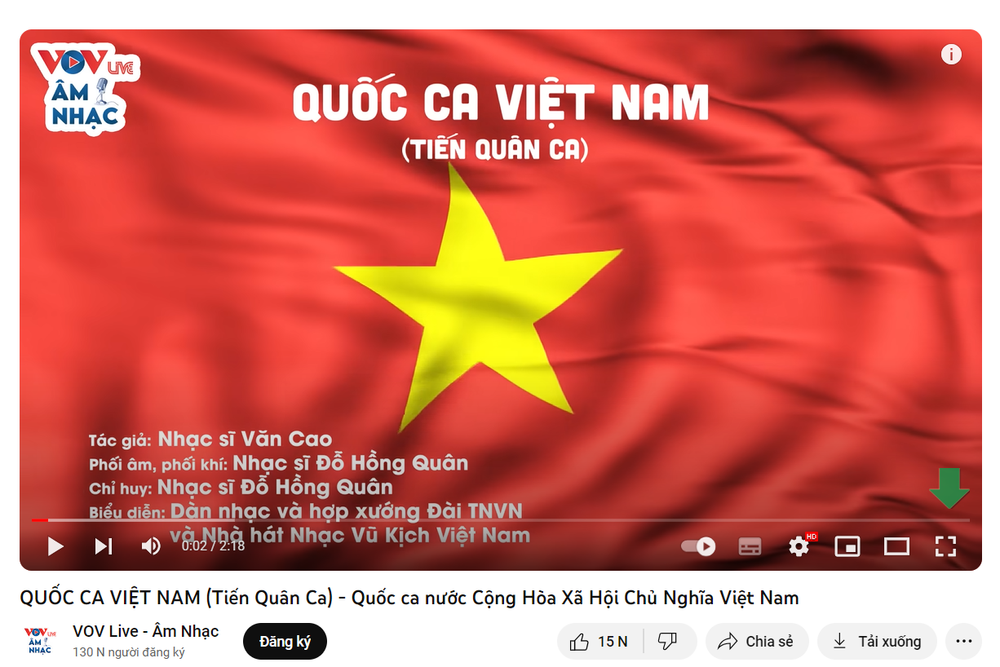 VOV LIVE
ÂM
NHẠC
i
QUỐC CA VIỆT NAM
(TIẾN QUÂN CA)
Tác giả: Nhạc sĩ Văn Cao
Phối âm, phối khí: Nhạc sĩ Đỗ Hồng Quân
Chỉ huy: Nhạc sĩ Đỗ Hồng Quân
Biểu diễn: Dàn nhạc và hợp xướng Đài TNVN
và Nhà hát Nhạc Vũ Kịch Việt Nam
0:02 / 2:18
HD
QUỐC CA VIỆT NAM (Tiến Quân Ca) - Quốc ca nước Cộng Hòa Xã Hội Chủ Nghĩa Việt Nam
VOV LIVE
ÂM
NHẠC
VOV Live - Âm Nhạc
130 N người đăng ký
Đăng ký
15 N
Chia sẻ
Tải xuống